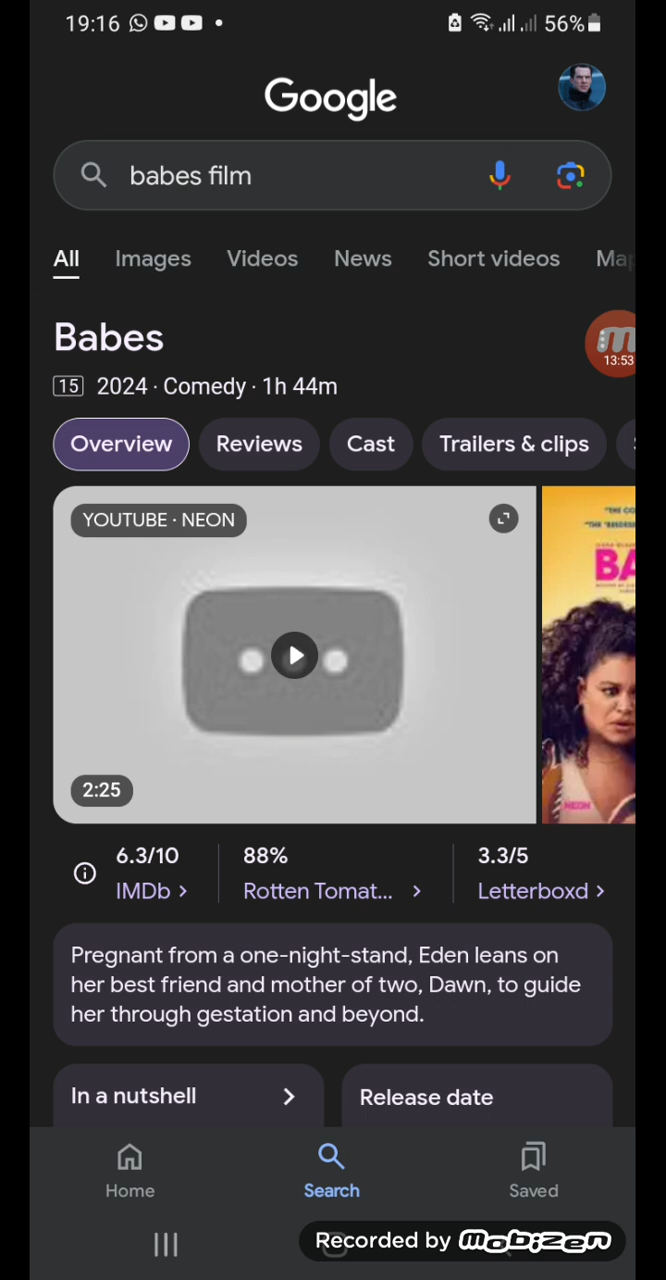 19:16 56%
Google
babes film
All Images Videos News Short videos Map
Babes
13:53
15 2024 · Comedy · 1h 44m
Overview Reviews Cast Trailers & clips
YOUTUBE · NEON
BA
NEON
2:25
6.3/10 88% 3.3/5
IMDb > Rotten Tomat... > Letterboxd >
Pregnant from a one-night-stand, Eden leans on
her best friend and mother of two, Dawn, to guide
her through gestation and beyond.
In a nutshell > Release date
Home Search Saved
Recorded by mobizen